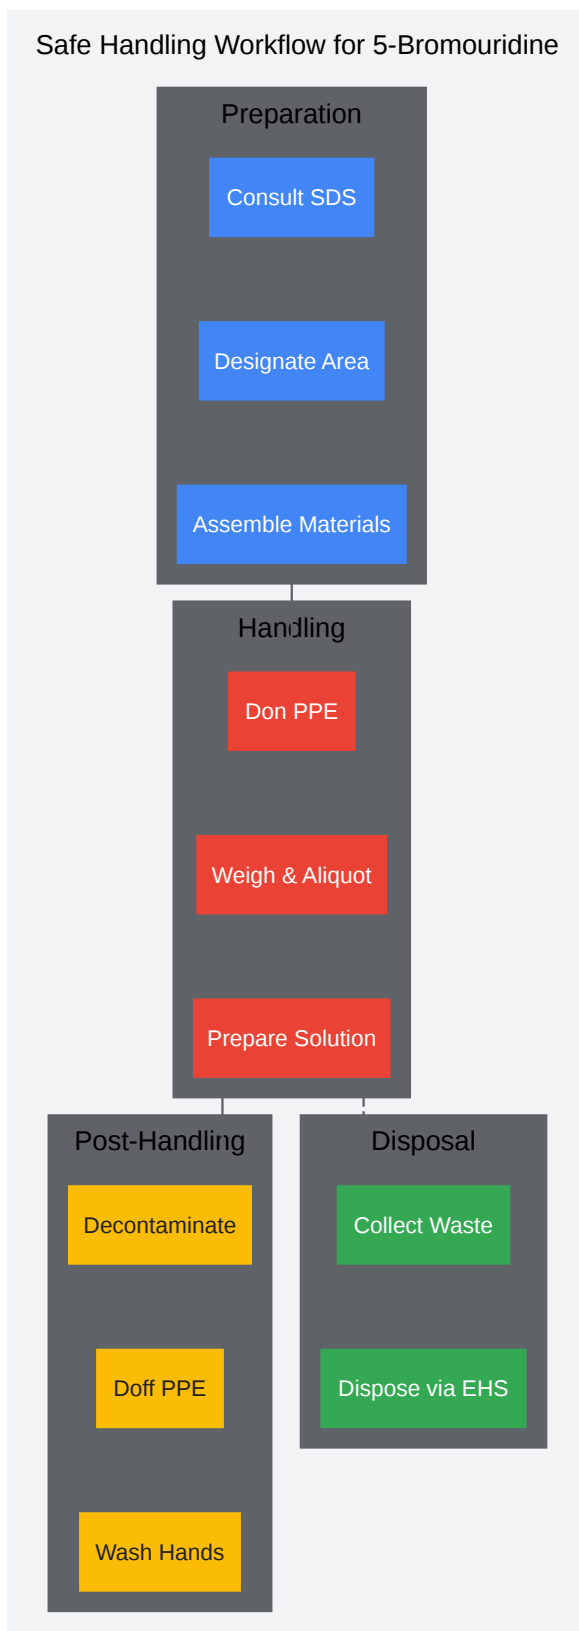 Safe Handling Workflow for 5-Bromouridine
Preparation
Consult SDS
Designate Area
Assemble Materials
Handling
Don PPE
Weigh & Aliquot
Prepare Solution
Post-Handling
Decontaminate
Doff PPE
Wash Hands
Disposal
Collect Waste
Dispose via EHS